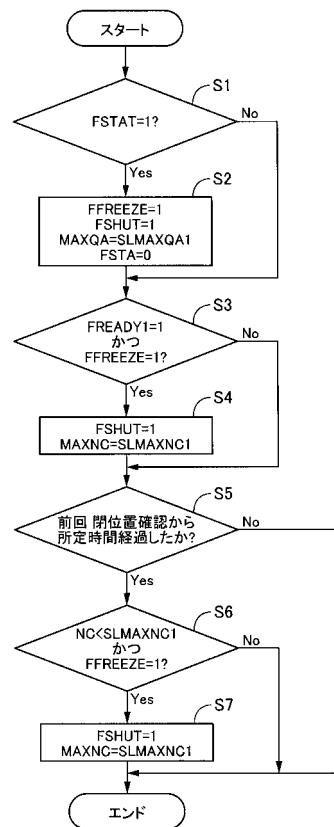 スタート
S1
FSTAT=1?
No
Yes
S2
FFREEZE=1
FSHUT=1
MAXQA=SLMAXQA1
FSTA=0
S3
FREADY1=1
かつ
FFREEZE=1?
No
Yes
S4
FSHUT=1
MAXNC=SLMAXNC1
S5
前回 閉位置確認から
所定時間経過したか?
No
Yes
S6
NC<SLMAXNC1
かつ
FFREEZE=1?
No
Yes
S7
FSHUT=1
MAXNC=SLMAXNC1
エンド